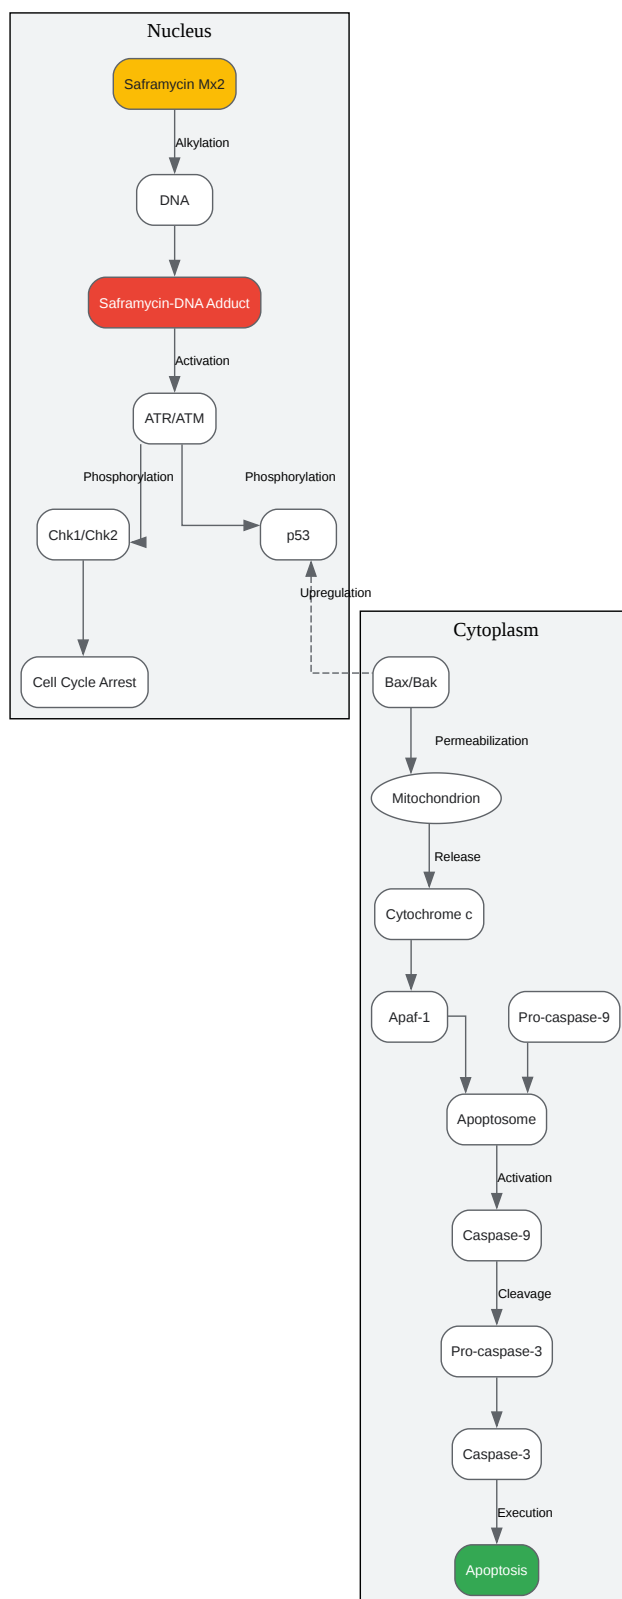 Nucleus
Saframycin Mx2
Alkylation
DNA
Saframycin-DNA Adduct
Activation
ATR/ATM
Phosphorylation
Phosphorylation
Chk1/Chk2
p53
Upregulation
Cell Cycle Arrest
Cytoplasm
Bax/Bak
Permeabilization
Mitochondrion
Release
Cytochrome c
Apaf-1
Pro-caspase-9
Apoptosome
Activation
Caspase-9
Cleavage
Pro-caspase-3
Caspase-3
Execution
Apoptosis